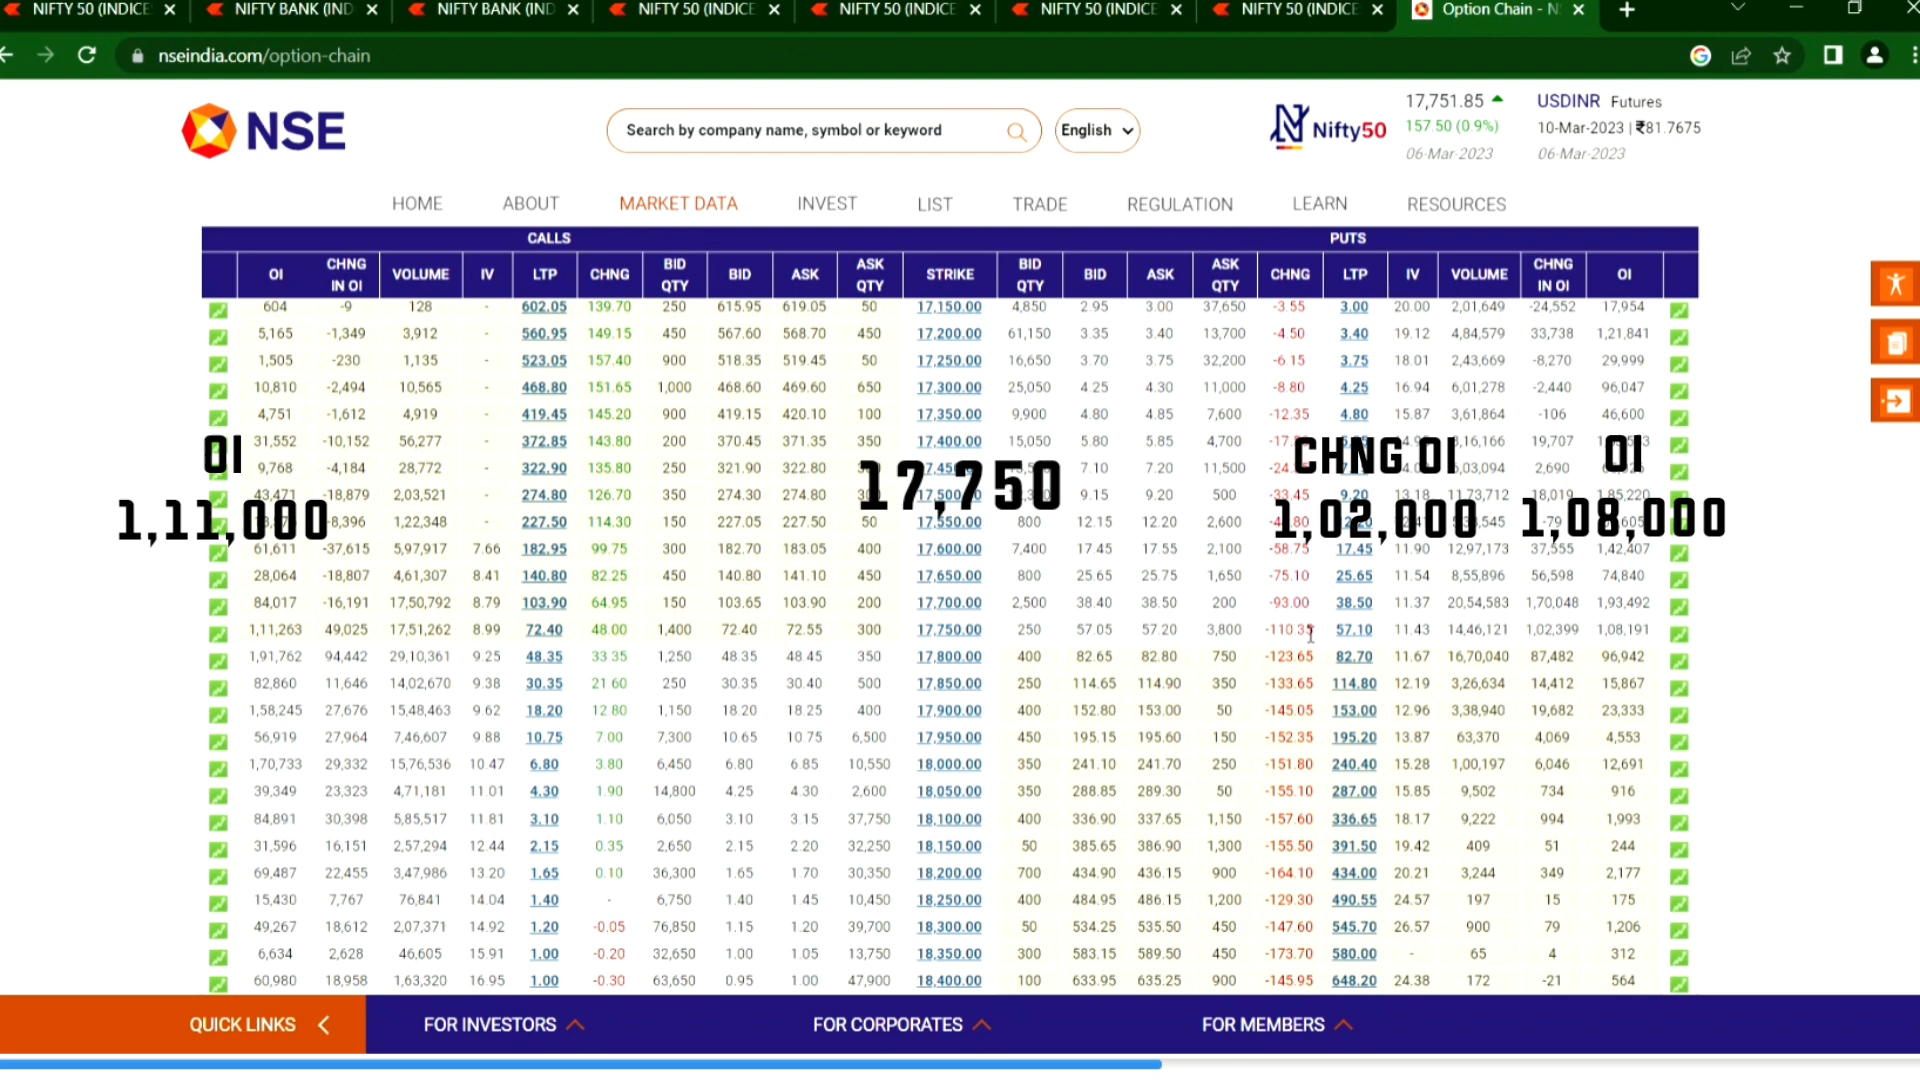 NIFTY 50 (INDICE NIFTY BANK (IND NIFTY BANK (IND NIFTY 50 (INDICE NIFTY 50 (INDICE NIFTY 50 (INDICE NIFTY 50 (INDICE Option Chain - N
nseindia.com/option-chain
NSE
Search by company name, symbol or keyword
English
Nifty50
17,751.85
157.50 (0.9%)
06-Mar-2023
USDINR Futures
10-Mar-2023 | ₹81.7675
06-Mar-2023
HOME ABOUT MARKET DATA INVEST LIST TRADE REGULATION LEARN RESOURCES
CALLS PUTS
OI CHNG IN OI VOLUME IV LTP CHNG BID QTY BID ASK ASK QTY STRIKE BID QTY BID ASK ASK QTY CHNG LTP IV VOLUME CHNG IN OI OI
604 -9 128 - 602.05 139.70 250 615.95 619.05 50 17,150.00 4,850 2.95 3.00 37,650 -3.55 3.00 20.00 2,01,649 -24,552 17,954
5,165 -1,349 3,912 - 560.95 149.15 450 567.60 568.70 450 17,200.00 61,150 3.35 3.40 13,700 -4.50 3.40 19.12 4,84,579 33,738 1,21,841
1,505 -230 1,135 - 523.05 157.40 900 518.35 519.45 50 17,250.00 16,650 3.70 3.75 32,200 -6.15 3.75 18.01 2,43,669 -8,270 29,999
10,810 -2,494 10,565 - 468.80 151.65 1,000 468.60 469.60 650 17,300.00 25,050 4.25 4.30 11,000 -8.80 4.25 16.94 6,01,278 -2,440 96,047
4,751 -1,612 4,919 - 419.45 145.20 900 419.15 420.10 100 17,350.00 9,900 4.80 4.85 7,600 -12.35 4.80 15.87 3,61,864 -106 46,600
31,552 -10,152 56,277 - 372.85 143.80 200 370.45 371.35 350 17,400.00 15,050 5.80 5.85 4,700 19,707
9,768 -4,184 28,772 - 322.90 135.80 250 321.90 322.80 7.10 7.20 11,500 2,690
43,471 -18,879 2,03,521 - 274.80 126.70 350 274.30 274.80 17,500.00 9.15 9.20 500 -33.45 9.20 13.18 11,73,712 18,019 1,85,220
-8,396 1,22,348 - 227.50 114.30 150 227.05 227.50 50 17,550.00 800 12.15 12.20 2,600
61,611 -37,615 5,97,917 7.66 182.95 99.75 300 182.70 183.05 400 17,600.00 7,400 17.45 17.55 2,100 -58.75 17.45 11.90 12,97,173 37,555 1,42,407
28,064 -18,807 4,61,307 8.41 140.80 82.25 450 140.80 141.10 450 17,650.00 800 25.65 25.75 1,650 -75.10 25.65 11.54 8,55,896 56,598 74,840
84,017 -16,191 17,50,792 8.79 103.90 64.95 150 103.65 103.90 200 17,700.00 2,500 38.40 38.50 200 -93.00 38.50 11.37 20,54,583 1,70,048 1,93,492
1,11,263 49,025 17,51,262 8.99 72.40 48.00 1,400 72.40 72.55 300 17,750.00 250 57.05 57.20 3,800 -110.35 57.10 11.43 14,46,121 1,02,399 1,08,191
1,91,762 94,442 29,10,361 9.25 48.35 33.35 1,250 48.35 48.45 350 17,800.00 400 82.65 82.80 750 -123.65 82.70 11.67 16,70,040 87,482 96,942
82,860 11,646 14,02,670 9.38 30.35 21.60 250 30.35 30.40 500 17,850.00 250 114.65 114.90 350 -133.65 114.80 12.19 3,26,634 14,412 15,867
1,58,245 27,676 15,48,463 9.62 18.20 12.80 1,150 18.20 18.25 400 17,900.00 400 152.80 153.00 50 -145.05 153.00 12.96 3,38,940 19,682 23,333
56,919 27,964 7,46,607 9.88 10.75 7.00 7,300 10.65 10.75 6,500 17,950.00 450 195.15 195.60 150 -152.35 195.20 13.87 63,370 4,069 4,553
1,70,733 29,332 15,76,536 10.47 6.80 3.80 6,450 6.80 6.85 10,550 18,000.00 350 241.10 241.70 250 -151.80 240.40 15.28 1,00,197 6,046 12,691
39,349 23,323 4,71,181 11.01 4.30 1.90 14,800 4.25 4.30 2,600 18,050.00 350 288.85 289.30 50 -155.10 287.00 15.85 9,502 734 916
84,891 30,398 5,85,517 11.81 3.10 1.10 6,050 3.10 3.15 37,750 18,100.00 400 336.90 337.65 1,150 -157.60 336.65 18.17 9,222 994 1,993
31,596 16,151 2,57,294 12.44 2.15 0.35 2,650 2.15 2.20 32,250 18,150.00 50 385.65 386.90 1,300 -155.50 391.50 19.42 409 51 244
69,487 22,455 3,47,986 13.20 1.65 0.10 36,300 1.65 1.70 30,350 18,200.00 700 434.90 436.15 900 -164.10 434.00 20.21 3,244 349 2,177
15,430 7,767 76,841 14.04 1.40 - 6,750 1.40 1.45 10,450 18,250.00 400 484.95 486.15 1,200 -129.30 490.55 24.57 197 15 175
49,267 18,612 2,07,371 14.92 1.20 -0.05 76,850 1.15 1.20 39,700 18,300.00 50 534.25 535.50 450 -147.60 545.70 26.57 900 79 1,206
6,634 2,628 46,605 15.91 1.00 -0.20 32,650 1.00 1.05 13,750 18,350.00 300 583.15 589.50 450 -173.70 580.00 - 65 4 312
60,980 18,958 1,63,320 16.95 1.00 -0.30 63,650 0.95 1.00 47,900 18,400.00 100 633.95 635.25 900 -145.95 648.20 24.38 172 -21 564
OI
1,11,000
17,750
CHNG OI
1,02,000
OI
1,08,000
QUICK LINKS FOR INVESTORS FOR CORPORATES FOR MEMBERS